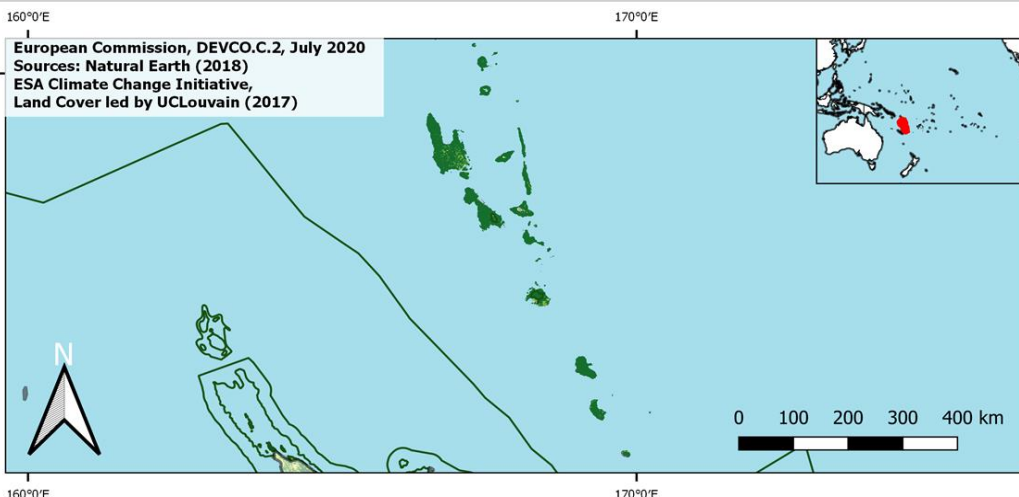 160°0′E
170°0′E
European Commission, DEVCO.C.2, July 2020
Sources: Natural Earth (2018)
ESA Climate Change Initiative,
Land Cover led by UCLouvain (2017)
N
0 100 200 300 400 km
160°0′E
170°0′E